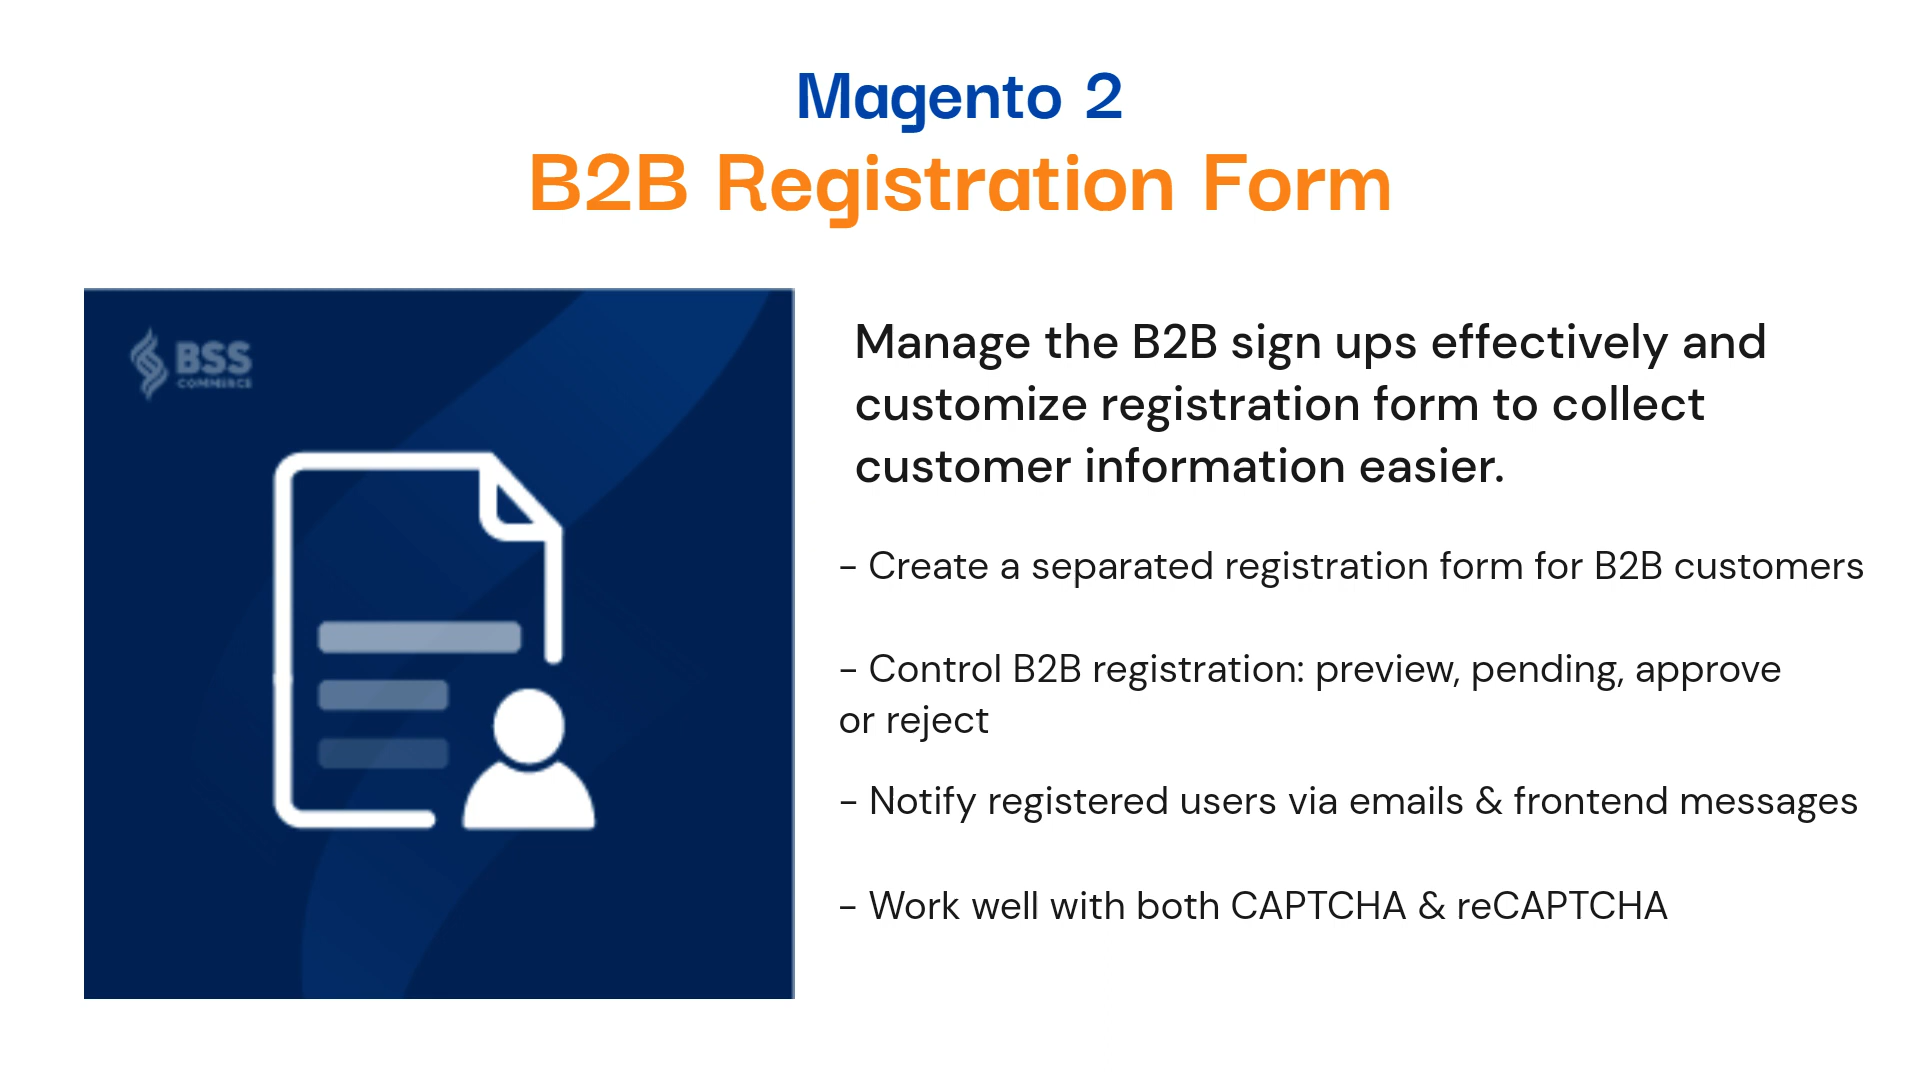 Magento 2
B2B Registration Form
BSS
COMMERCE
Manage the B2B sign ups effectively and
customize registration form to collect
customer information easier.
- Create a separated registration form for B2B customers
- Control B2B registration: preview, pending, approve
or reject
- Notify registered users via emails & frontend messages
- Work well with both CAPTCHA & reCAPTCHA